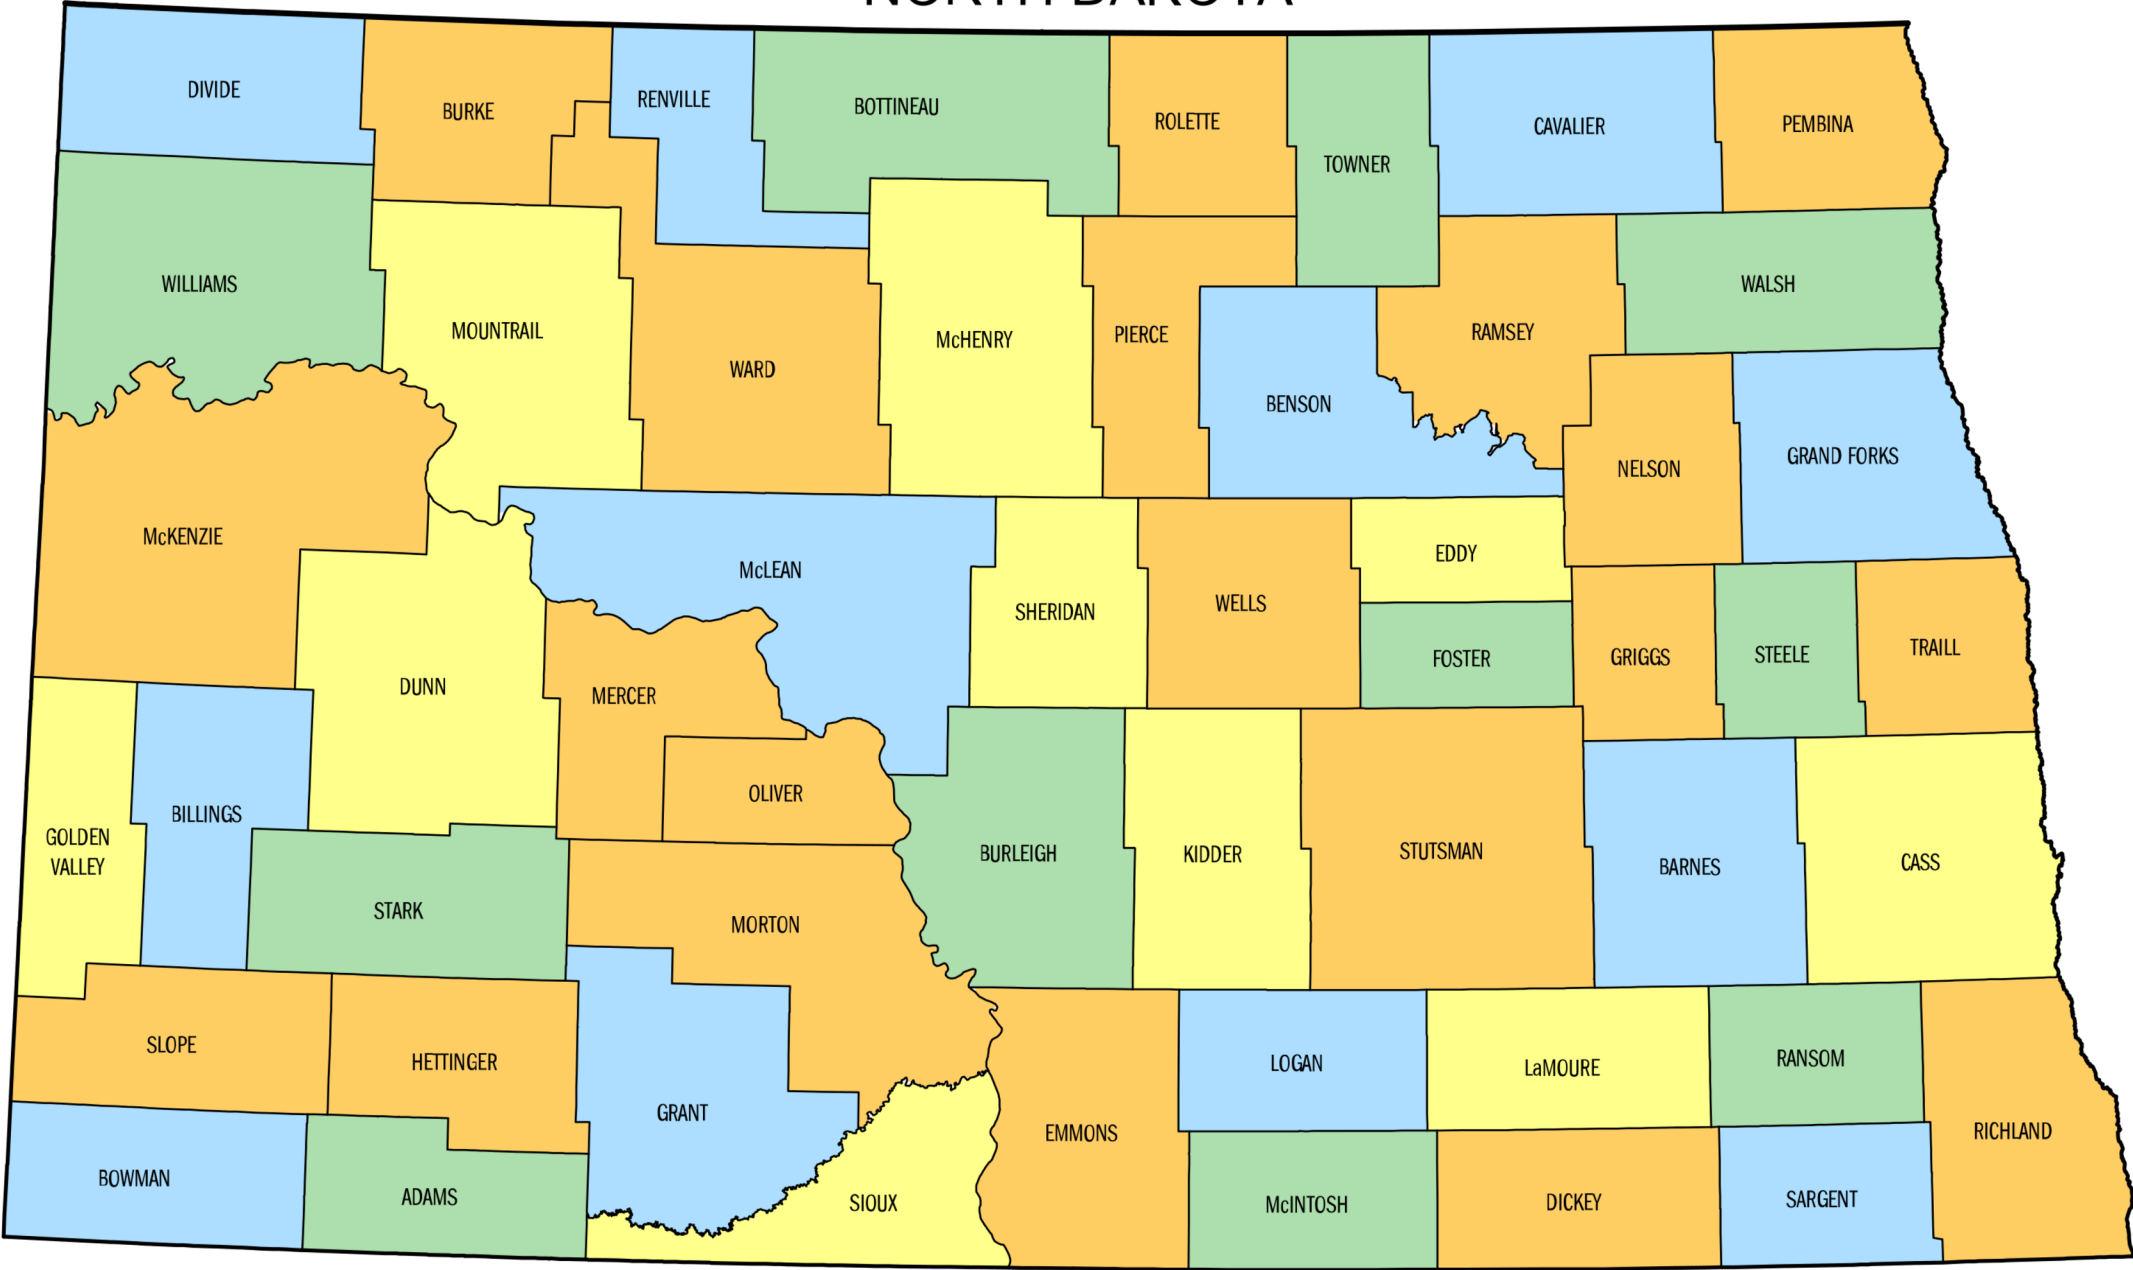 NORTH DAKOTA
DIVIDE
BURKE
RENVILLE
BOTTINEAU
ROLETTE
TOWNER
CAVALIER
PEMBINA
WILLIAMS
MOUNTRAIL
WARD
McHENRY
PIERCE
BENSON
RAMSEY
WALSH
NELSON
GRAND FORKS
McKENZIE
DUNN
McLEAN
MERCER
OLIVER
SHERIDAN
WELLS
EDDY
FOSTER
GRIGGS
STEELE
TRAILL
GOLDEN
VALLEY
BILLINGS
STARK
MORTON
BURLEIGH
KIDDER
STUTSMAN
BARNES
CASS
SLOPE
HETTINGER
GRANT
SIOUX
EMMONS
LOGAN
LaMOURE
RANSOM
RICHLAND
BOWMAN
ADAMS
McINTOSH
DICKEY
SARGENT